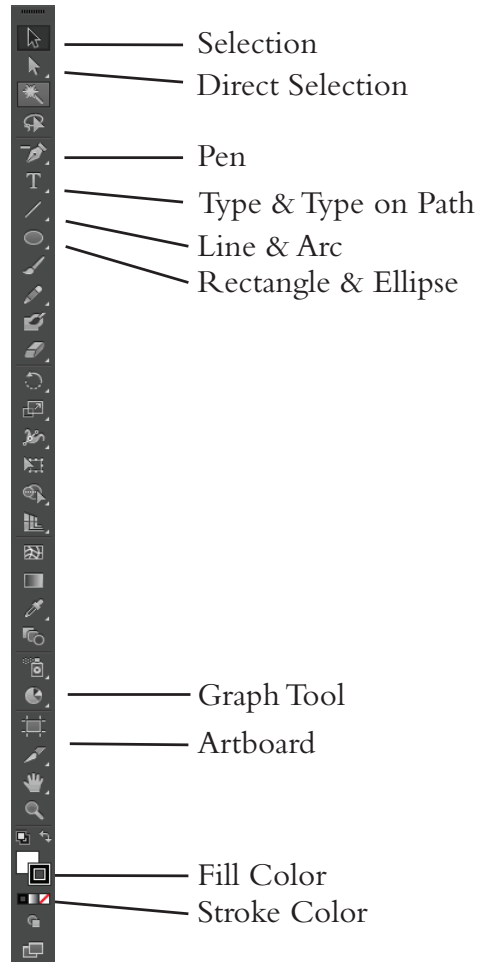 Selection
Direct Selection
Pen
Type & Type on Path
Line & Arc
Rectangle & Ellipse
Graph Tool
Artboard
Fill Color
Stroke Color